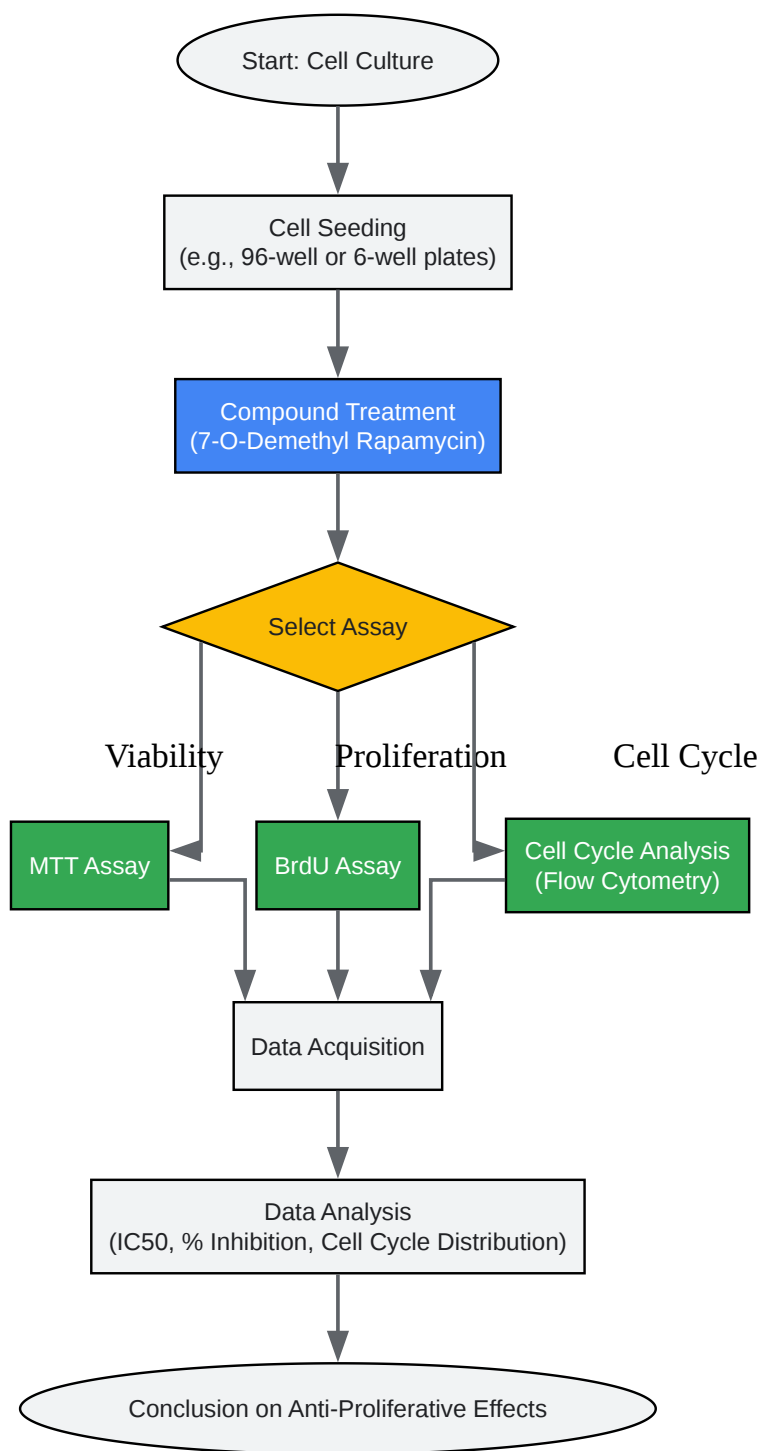 Start: Cell Culture
Cell Seeding
(e.g., 96-well or 6-well plates)
Compound Treatment
(7-O-Demethyl Rapamycin)
Select Assay
Viability
Proliferation
Cell Cycle
MTT Assay
BrdU Assay
Cell Cycle Analysis
(Flow Cytometry)
Data Acquisition
Data Analysis
(IC50, % Inhibition, Cell Cycle Distribution)
Conclusion on Anti-Proliferative Effects